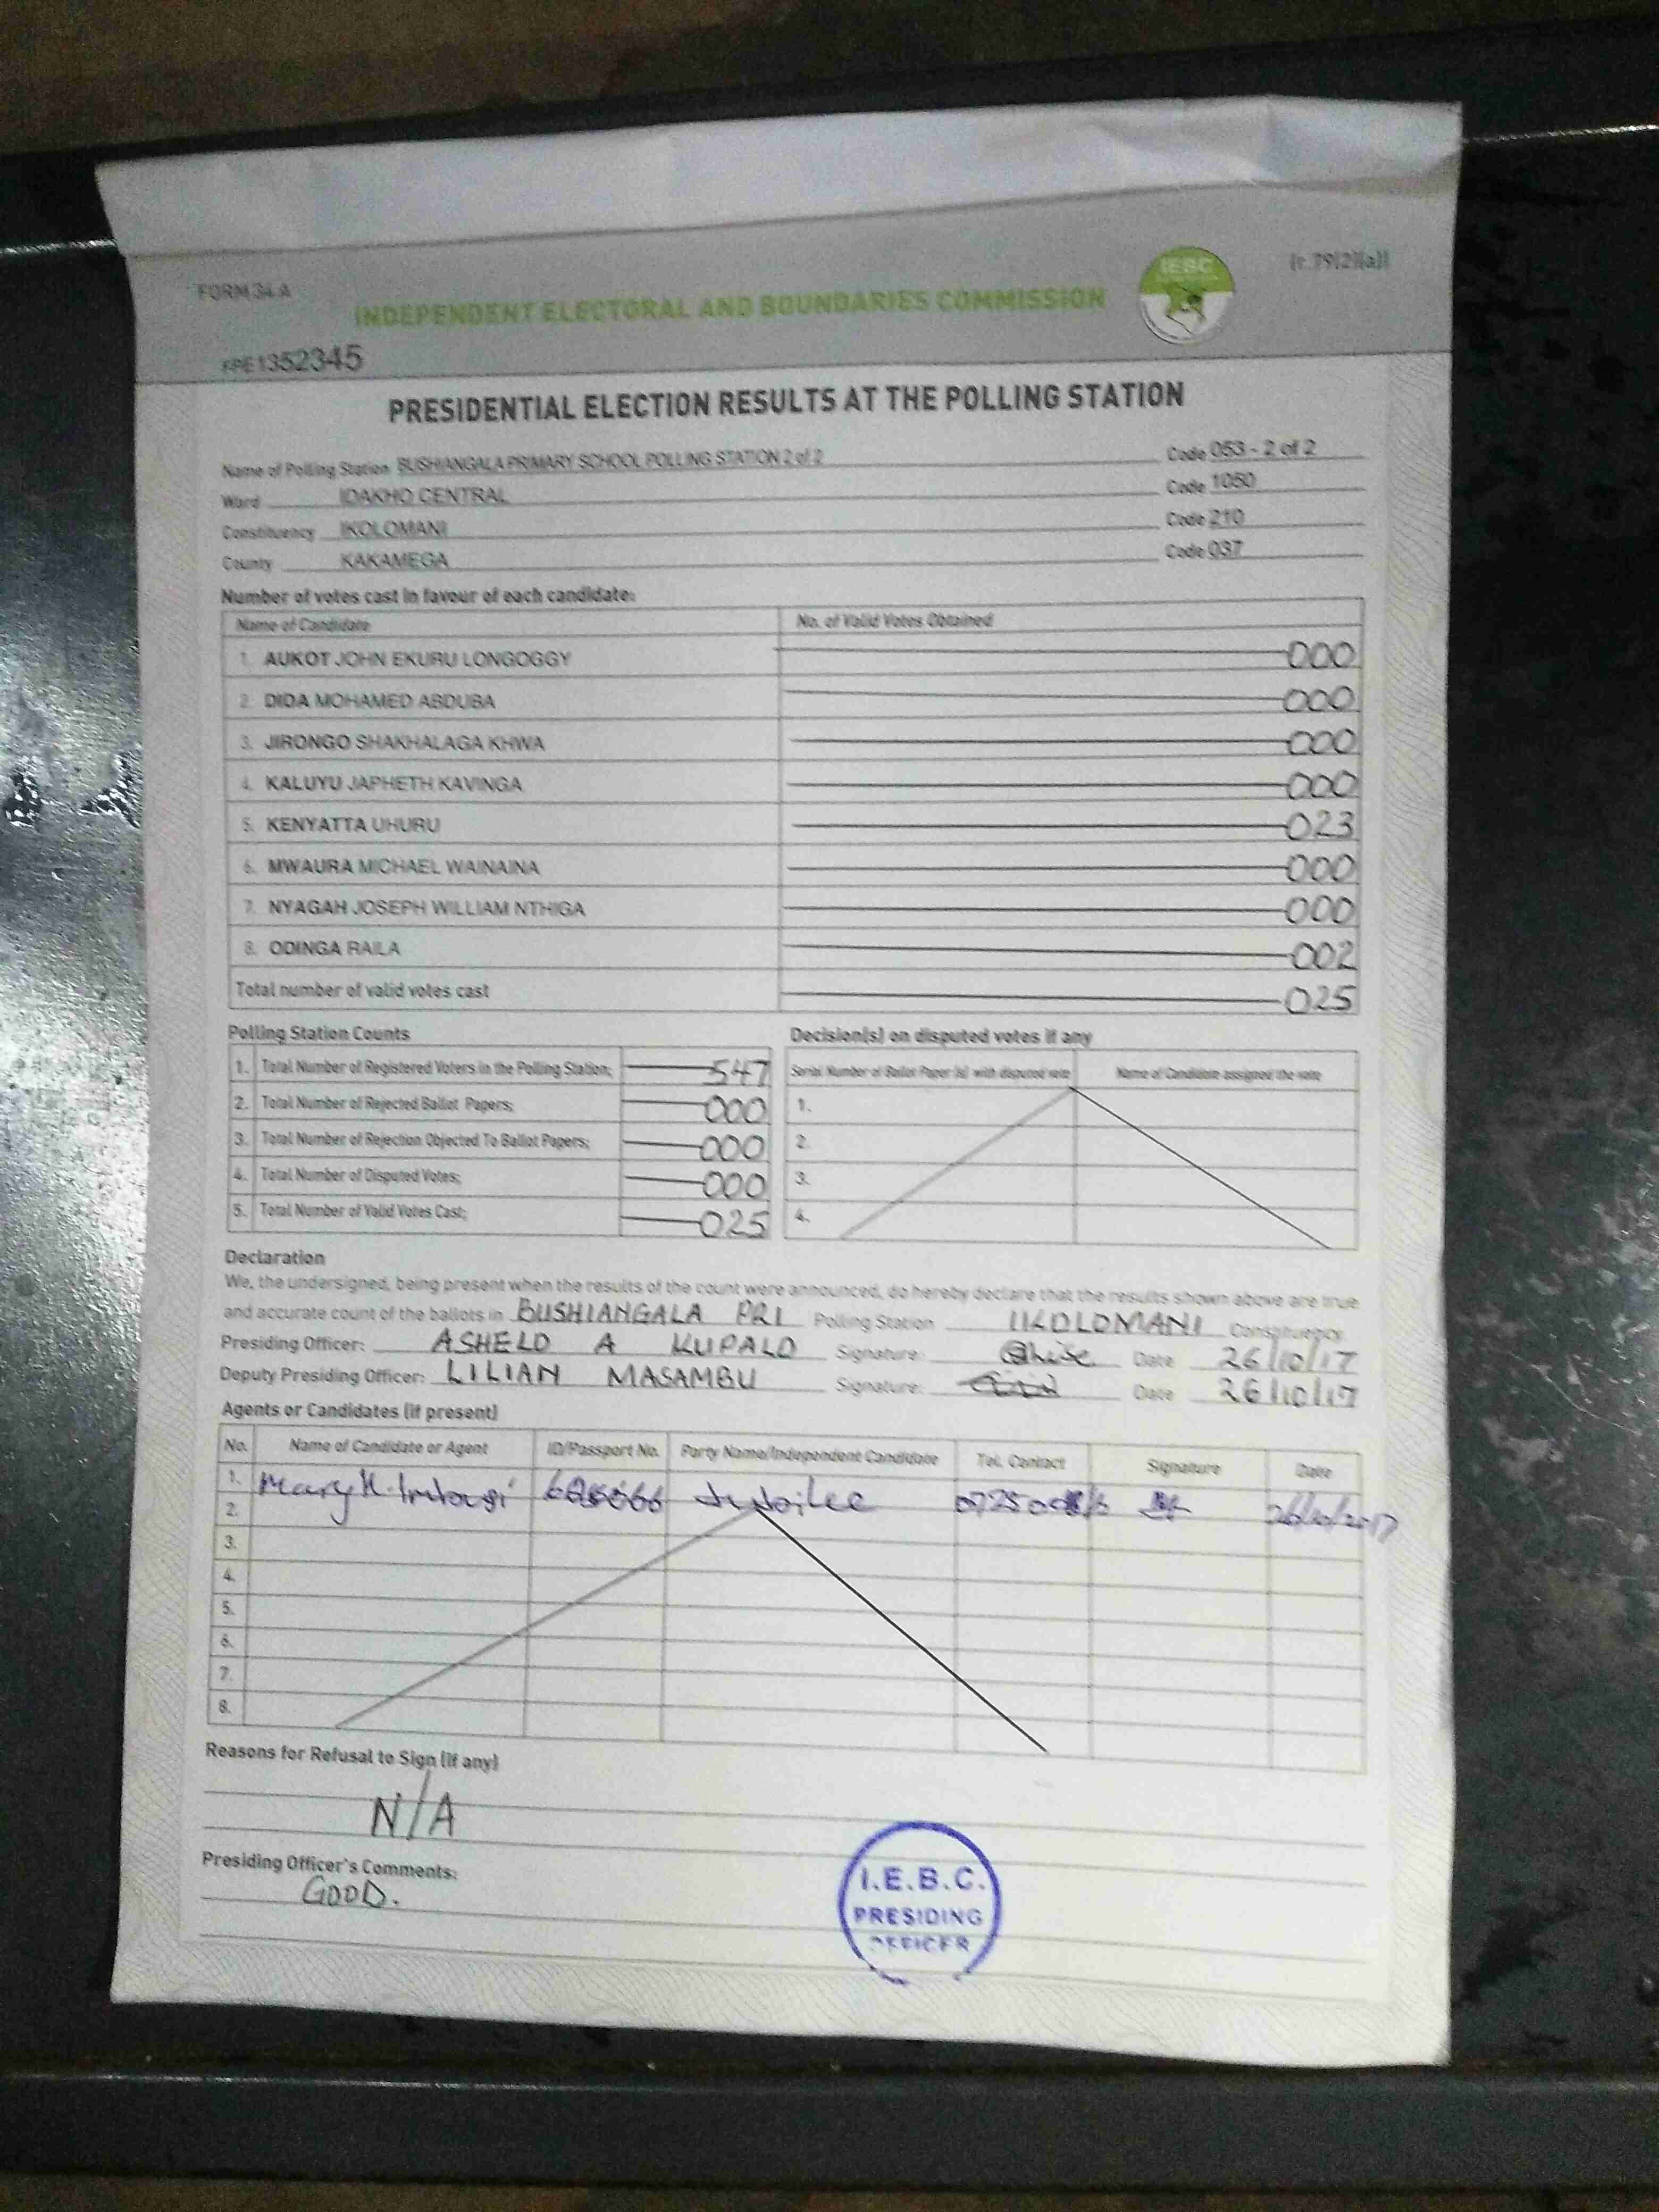 FORM 34 A
IEBC
(r.79(2)(a))
INDEPENDENT ELECTORAL AND BOUNDARIES COMMISSION
FPE1352345
PRESIDENTIAL ELECTION RESULTS AT THE POLLING STATION
Name of Polling Station BUSHIANGALA PRIMARY SCHOOL POLLING STATION 2 of 2 Code 053 - 2 of 2
Ward IDAKHO CENTRAL Code 1050
Constituency IKOLOMANI Code 210
County KAKAMEGA Code 037
Number of votes cast in favour of each candidate:
Name of Candidate No. of Valid Votes Obtained
1. AUKOT JOHN EKURU LONGOGGY 000
2. DIDA MOHAMED ABDUBA 000
3. JIRONGO SHAKHALAGA KHWA 000
4. KALUYU JAPHETH KAVINGA 000
5. KENYATTA UHURU 023
6. MWAURA MICHAEL WAINAINA 000
7. NYAGAH JOSEPH WILLIAM NTHIGA 000
8. ODINGA RAILA 002
Total number of valid votes cast 025
Polling Station Counts
1. Total Number of Registered Voters in the Polling Station; 547
2. Total Number of Rejected Ballot Papers; 000
3. Total Number of Rejection Objected To Ballot Papers; 000
4. Total Number of Disputed Votes; 000
5. Total Number of Valid Votes Cast; 025
Decision(s) on disputed votes if any
Serial Number of Ballot Paper (s) with disputed vote Name of Candidate assigned the vote
1.
2.
3.
4.
Declaration
We, the undersigned, being present when the results of the count were announced, do hereby declare that the results shown above are true
and accurate count of the ballots in BUSHIANGALA PRI Polling Station IKOLOMANI Constituency
Presiding Officer: ASHELD A KUPALO Signature: Date 26/10/17
Deputy Presiding Officer: LILIAN MASAMBU Signature: Date 26/10/17
Agents or Candidates (if present)
No. Name of Candidate or Agent ID/Passport No. Party Name/Independent Candidate Tel. Contact Signature Date
1. Mary Jubilee 26/10/2017
2.
3.
4.
5.
6.
7.
8.
Reasons for Refusal to Sign (if any)
N/A
Presiding Officer's Comments:
GOOD.
I.E.B.C.
PRESIDING
OFFICER